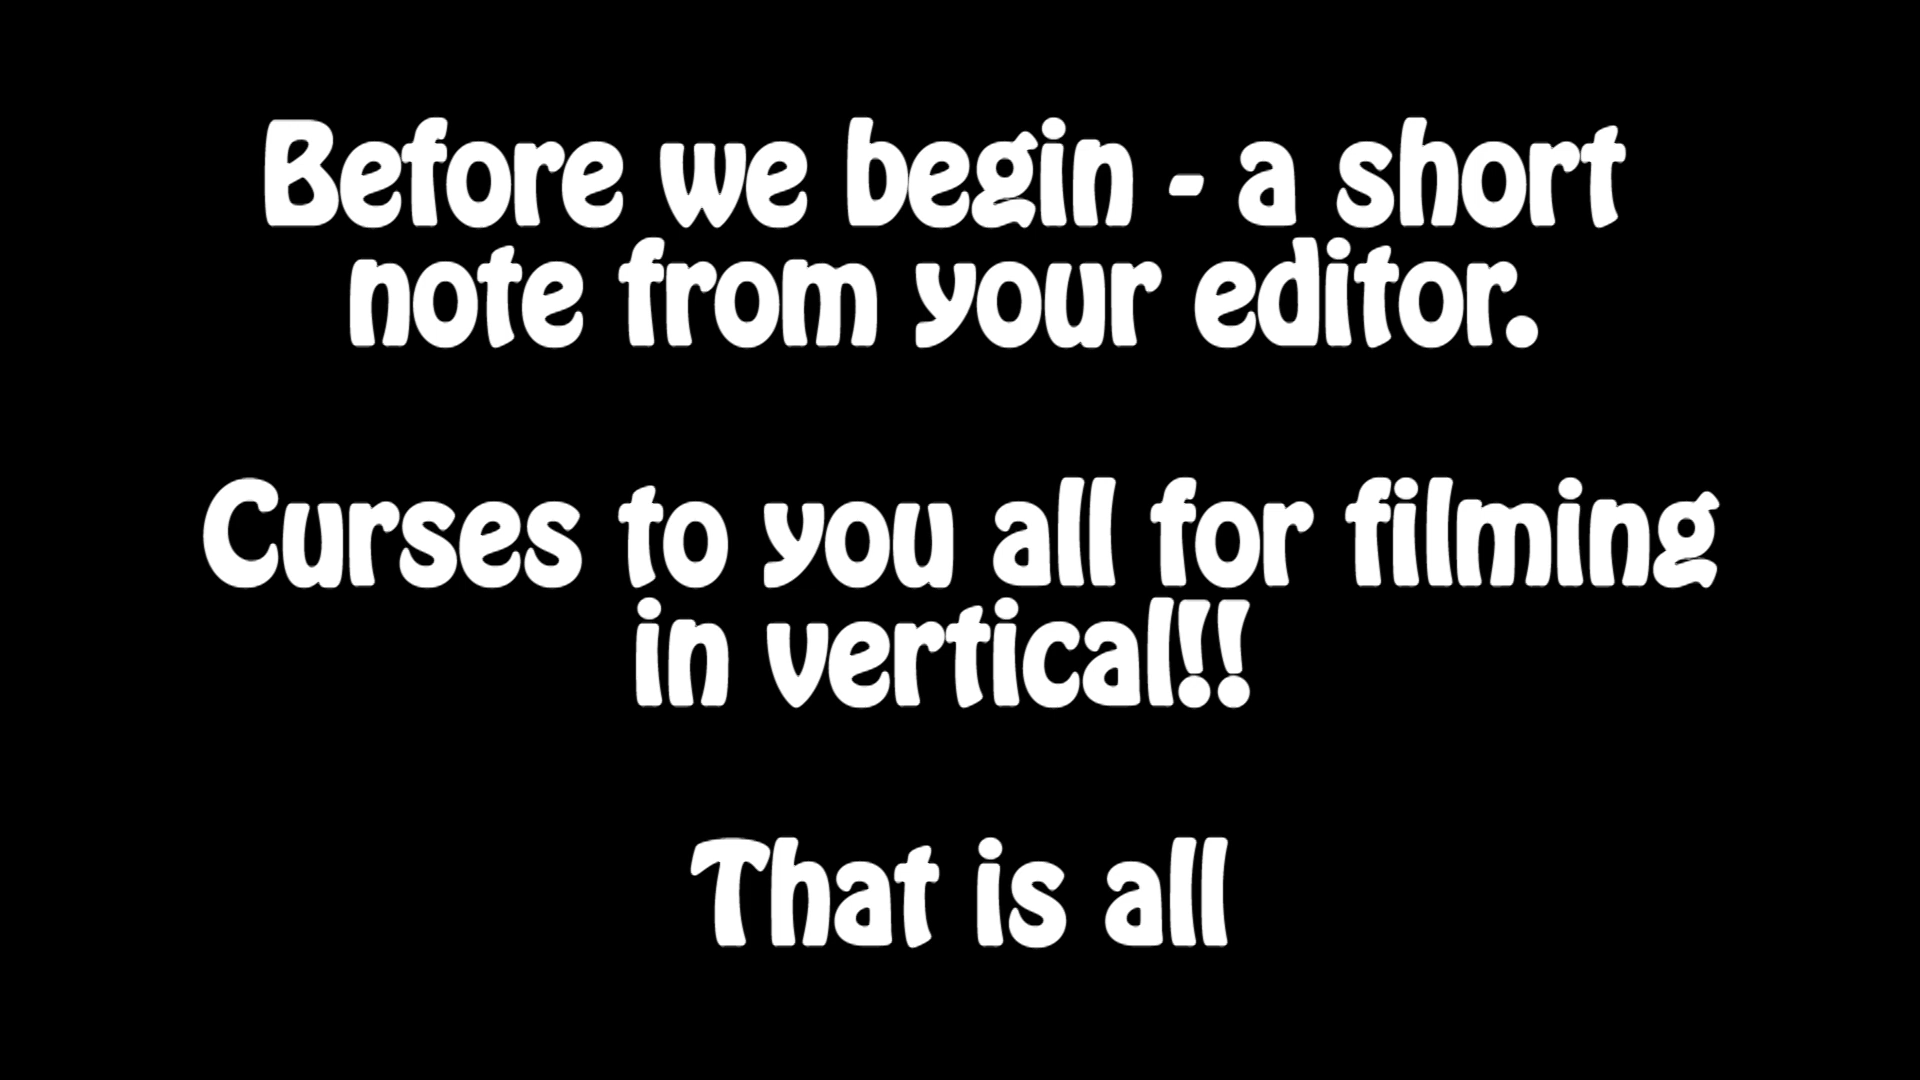 Before we begin - a short
note from your editor.
Curses to you all for filming
in vertical!!
That is all